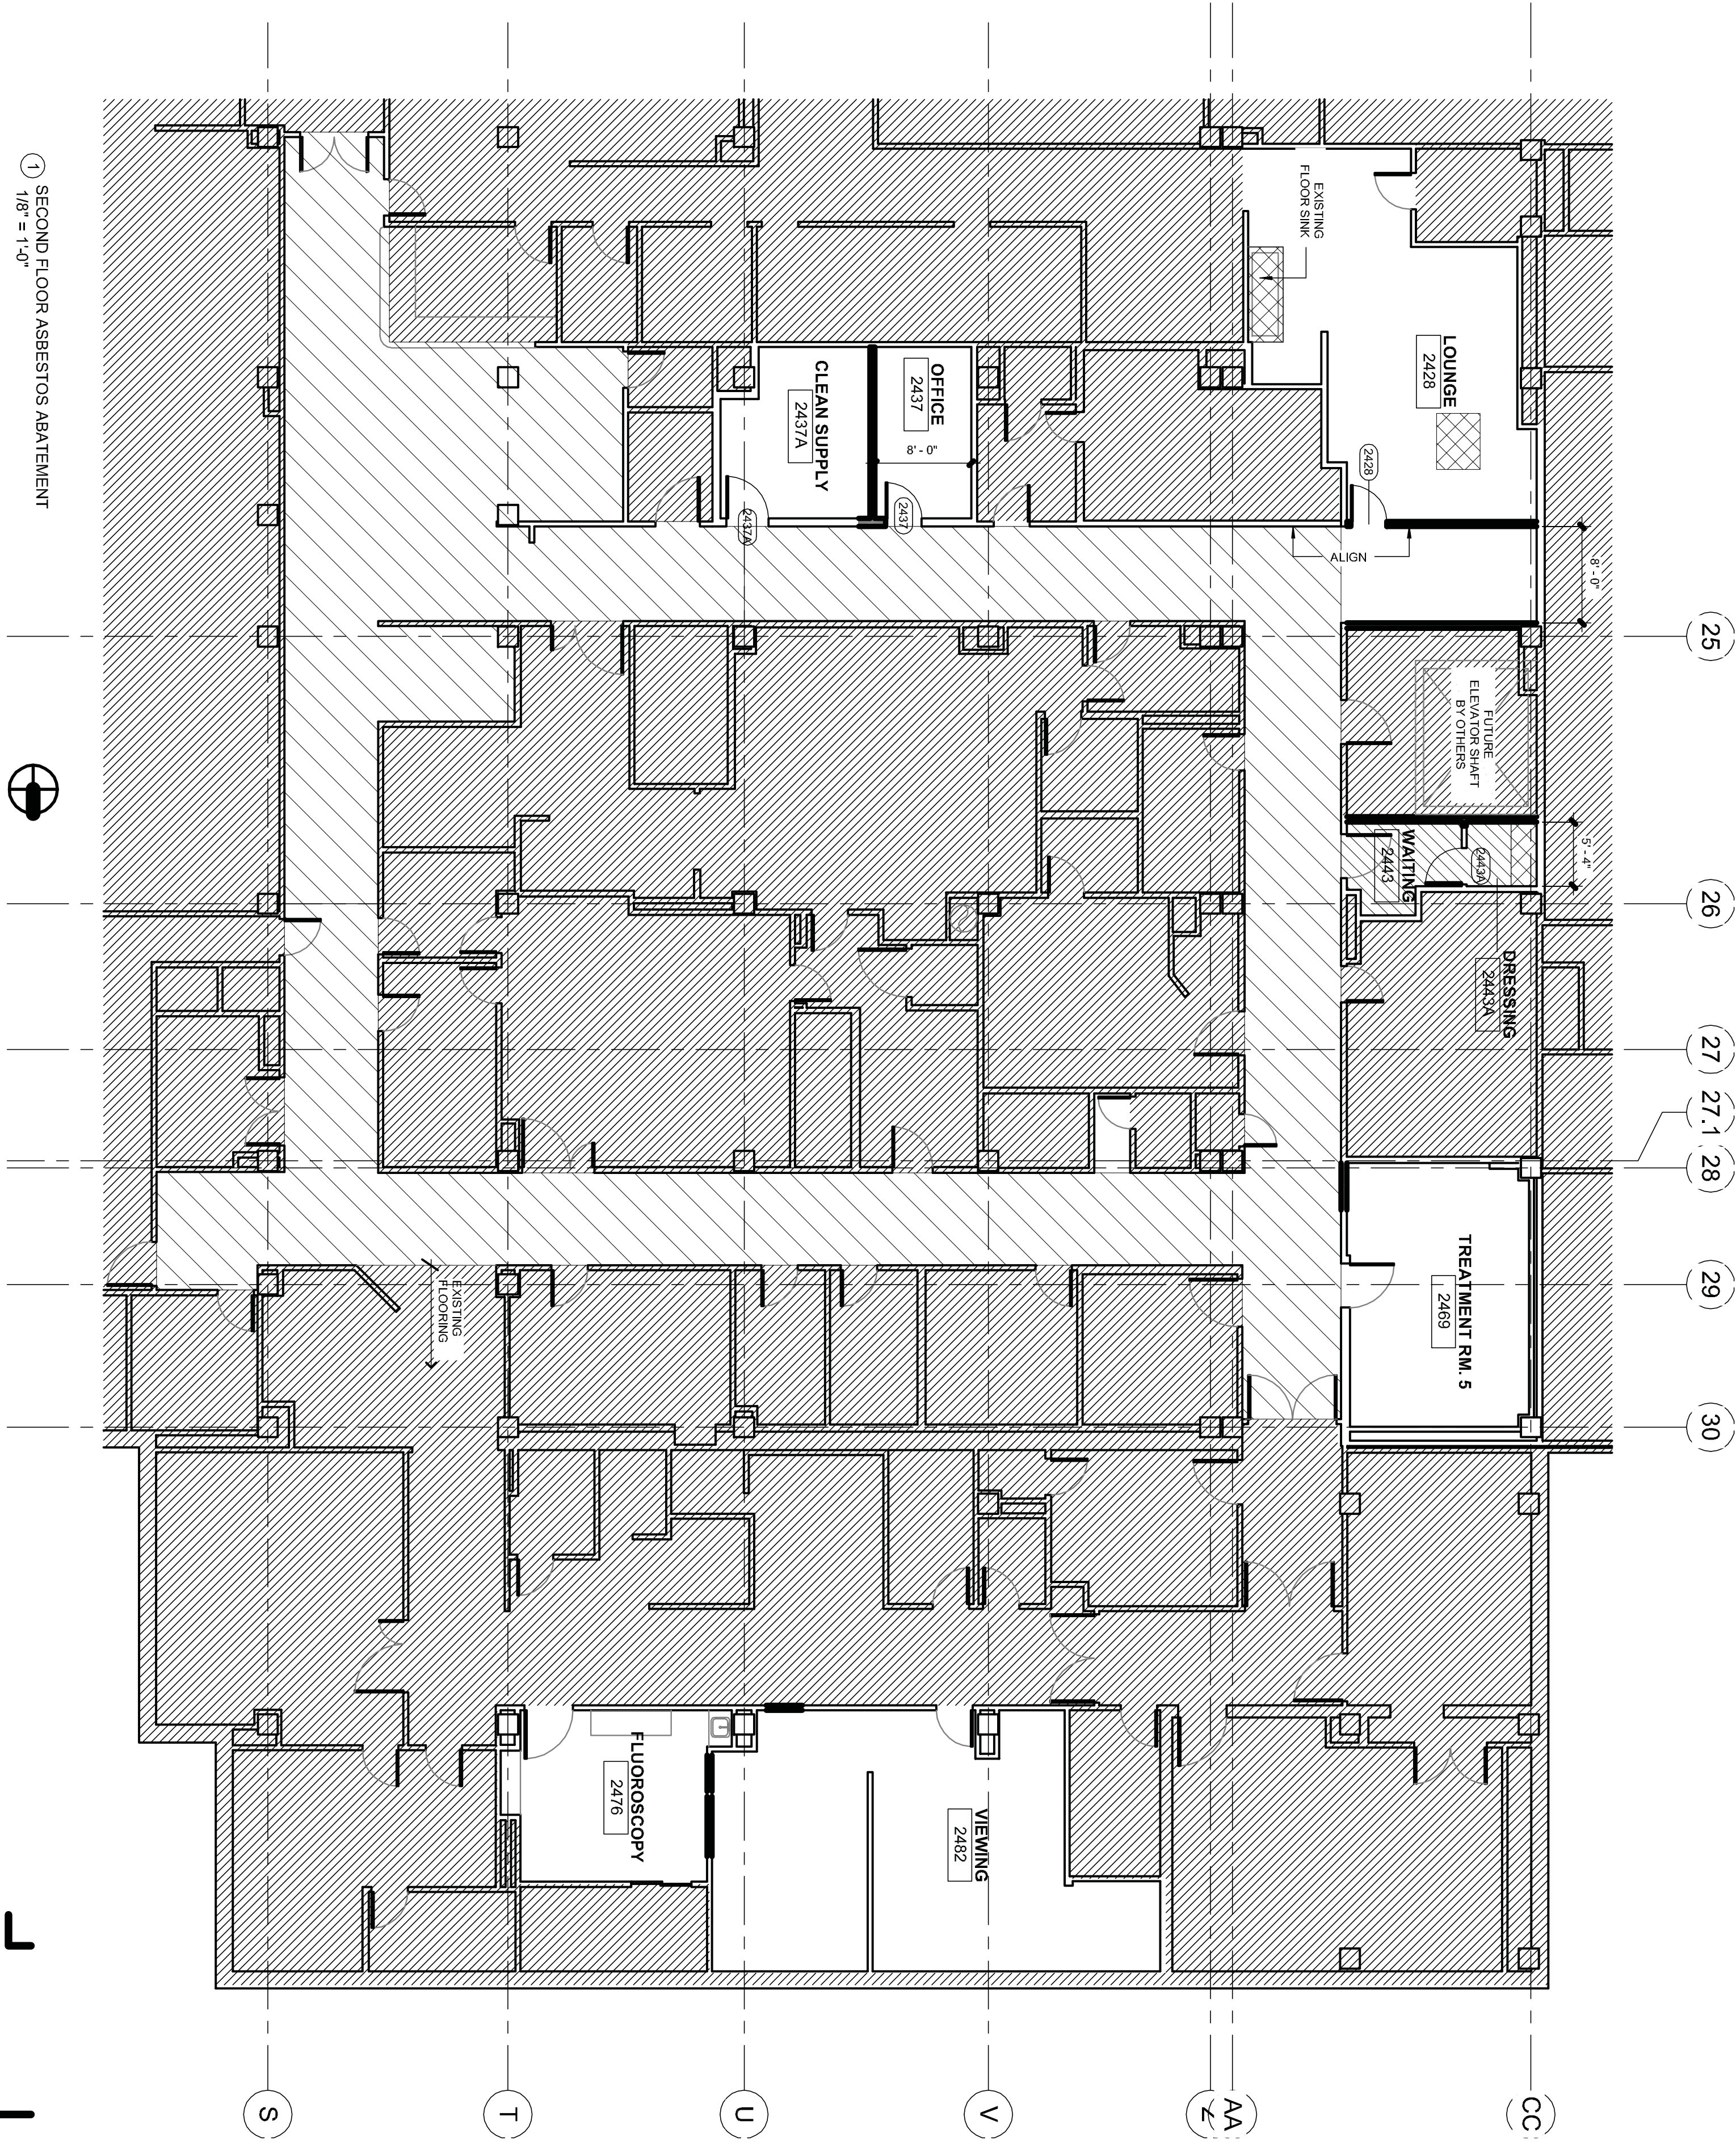 25
26
27
27.1
28
29
30
CC
AA
Z
V
U
T
S
EXISTING
FLOOR SINK
LOUNGE
2428
2428
8' - 0"
ALIGN
OFFICE
2437
8' - 0"
2437
CLEAN SUPPLY
2437A
2437A
FUTURE
ELEVATOR SHAFT
BY OTHERS
5' - 4"
WAITING
2443
2443A
DRESSING
2443A
TREATMENT RM. 5
2469
EXISTING
FLOORING
FLUOROSCOPY
2476
VIEWING
2482
1
SECOND FLOOR ASBESTOS ABATEMENT
1/8" = 1'-0"